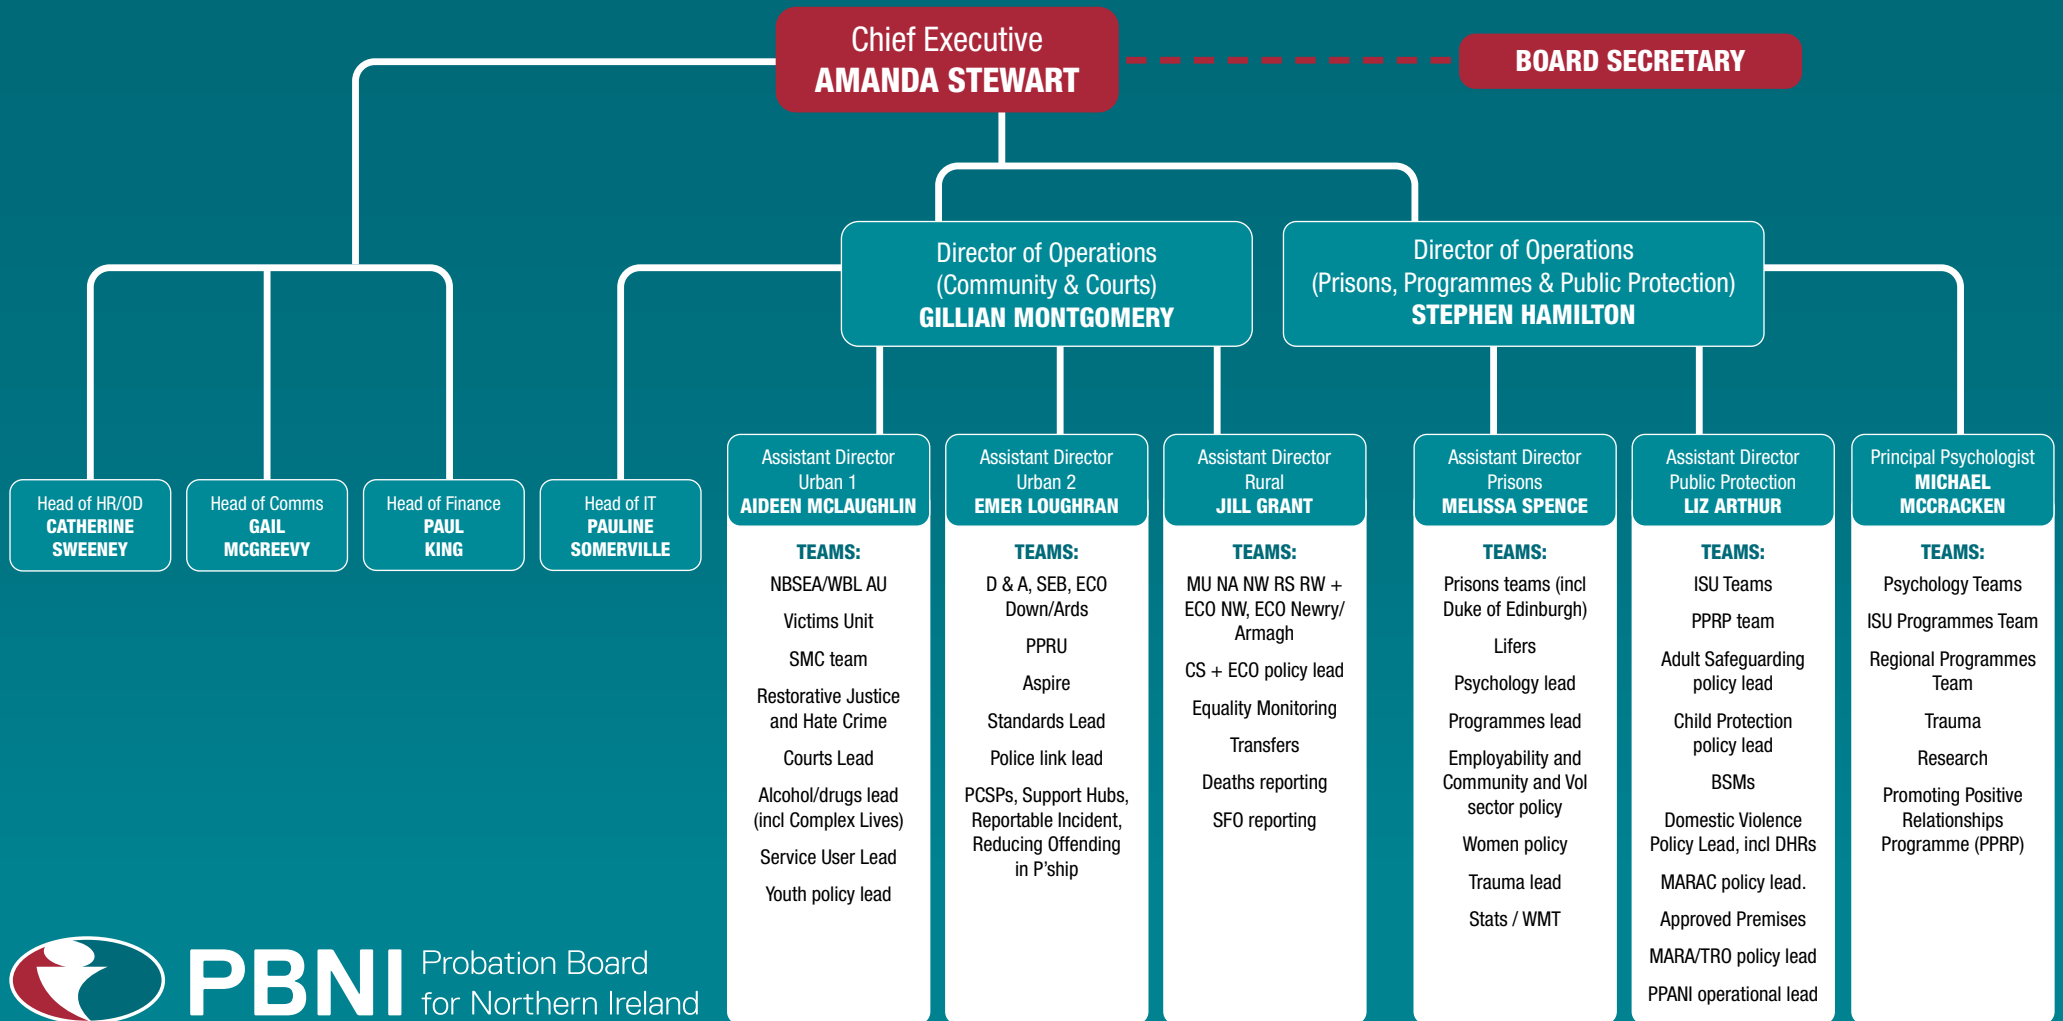 Chief Executive
AMANDA STEWART
BOARD SECRETARY
Director of Operations
(Community & Courts)
GILLIAN MONTGOMERY
Director of Operations
(Prisons, Programmes & Public Protection)
STEPHEN HAMILTON
Head of HR/OD
CATHERINE
SWEENEY
Head of Comms
GAIL
MCGREEVY
Head of Finance
PAUL
KING
Head of IT
PAULINE
SOMERVILLE
Assistant Director
Urban 1
AIDEEN MCLAUGHLIN
TEAMS:
NBSEA/WBL AU
Victims Unit
SMC team
Restorative Justice
and Hate Crime
Courts Lead
Alcohol/drugs lead
(incl Complex Lives)
Service User Lead
Youth policy lead
Assistant Director
Urban 2
EMER LOUGHRAN
TEAMS:
D & A, SEB, ECO
Down/Ards
PPRU
Aspire
Standards Lead
Police link lead
PCSPs, Support Hubs,
Reportable Incident,
Reducing Offending
in P'ship
Assistant Director
Rural
JILL GRANT
TEAMS:
MU NA NW RS RW +
ECO NW, ECO Newry/
Armagh
CS + ECO policy lead
Equality Monitoring
Transfers
Deaths reporting
SFO reporting
Assistant Director
Prisons
MELISSA SPENCE
TEAMS:
Prisons teams (incl
Duke of Edinburgh)
Lifers
Psychology lead
Programmes lead
Employability and
Community and Vol
sector policy
Women policy
Trauma lead
Stats / WMT
Assistant Director
Public Protection
LIZ ARTHUR
TEAMS:
ISU Teams
PPRP team
Adult Safeguarding
policy lead
Child Protection
policy lead
BSMs
Domestic Violence
Policy Lead, incl DHRs
MARAC policy lead.
Approved Premises
MARA/TRO policy lead
PPANI operational lead
Principal Psychologist
MICHAEL
MCCRACKEN
TEAMS:
Psychology Teams
ISU Programmes Team
Regional Programmes
Team
Trauma
Research
Promoting Positive
Relationships
Programme (PPRP)
PBNI
Probation Board
for Northern Ireland